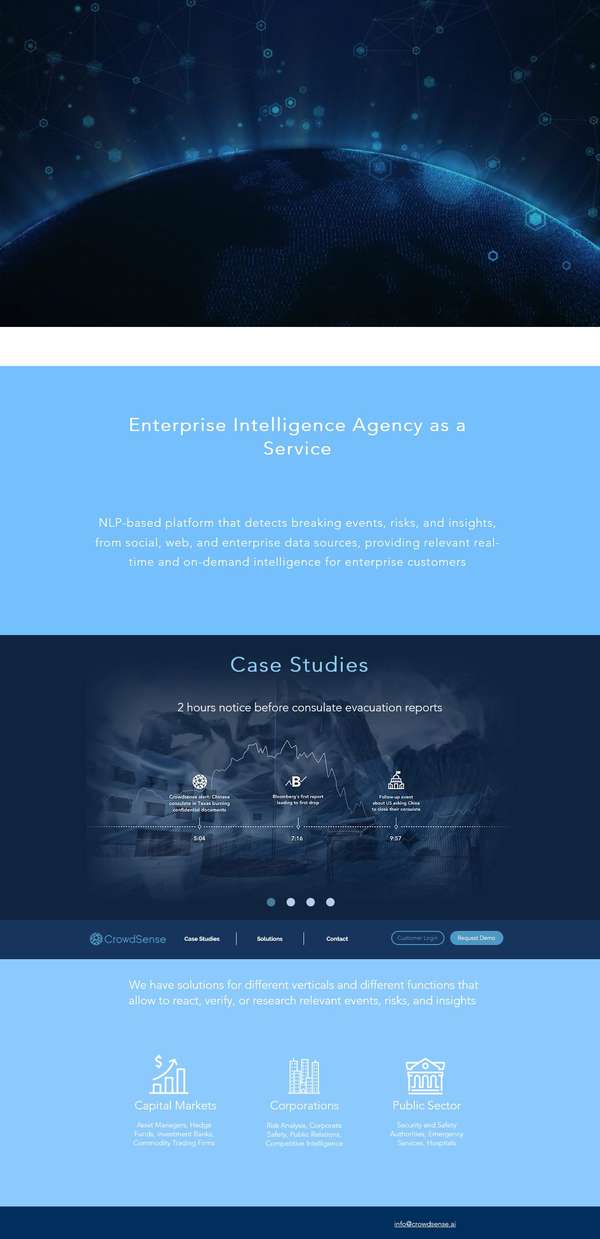 Enterprise Intelligence Agency as a
Service
NLP-based platform that detects breaking events, risks, and insights,
from social, web, and enterprise data sources, providing relevant real-
time and on-demand intelligence for enterprise customers
Case Studies
2 hours notice before consulate evacuation reports
Crowdsense alert: Chinese
consulate in Texas burning
confidential documents
B
Bloomberg's first report
leading to first drop
Follow-up event
about US asking China
to close their consulate
5:04
7:16
9:57
CrowdSense
Case Studies
Solutions
Contact
Customer Login
Request Demo
We have solutions for different verticals and different functions that
allow to react, verify, or research relevant events, risks, and insights
$
Capital Markets
Asset Managers, Hedge
Funds, Investment Banks,
Commodity Trading Firms
Corporations
Risk Analysis, Corporate
Safety, Public Relations,
Competitive Intelligence
Public Sector
Security and Safety
Authorities, Emergency
Services, Hospitals
info@crowdsense.ai